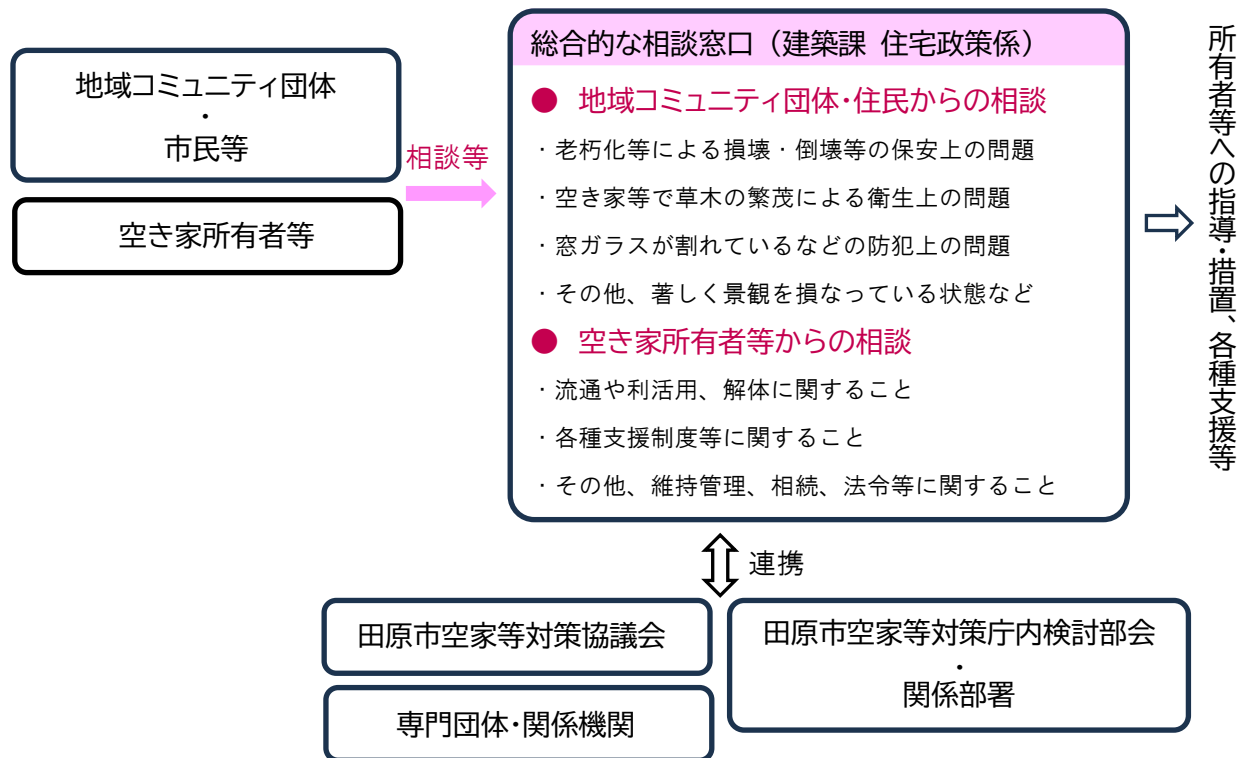 地域コミュニティ団体
・
市民等
空き家所有者等
相談等
総合的な相談窓口（建築課 住宅政策係）
● 地域コミュニティ団体・住民からの相談
・老朽化等による損壊・倒壊等の保安上の問題
・空き家等で草木の繁茂による衛生上の問題
・窓ガラスが割れているなどの防犯上の問題
・その他、著しく景観を損なっている状態など
● 空き家所有者等からの相談
・流通や利活用、解体に関すること
・各種支援制度等に関すること
・その他、維持管理、相続、法令等に関すること
所有者等への指導・措置、各種支援等
連携
田原市空家等対策協議会
専門団体・関係機関
田原市空家等対策庁内検討部会
・
関係部署